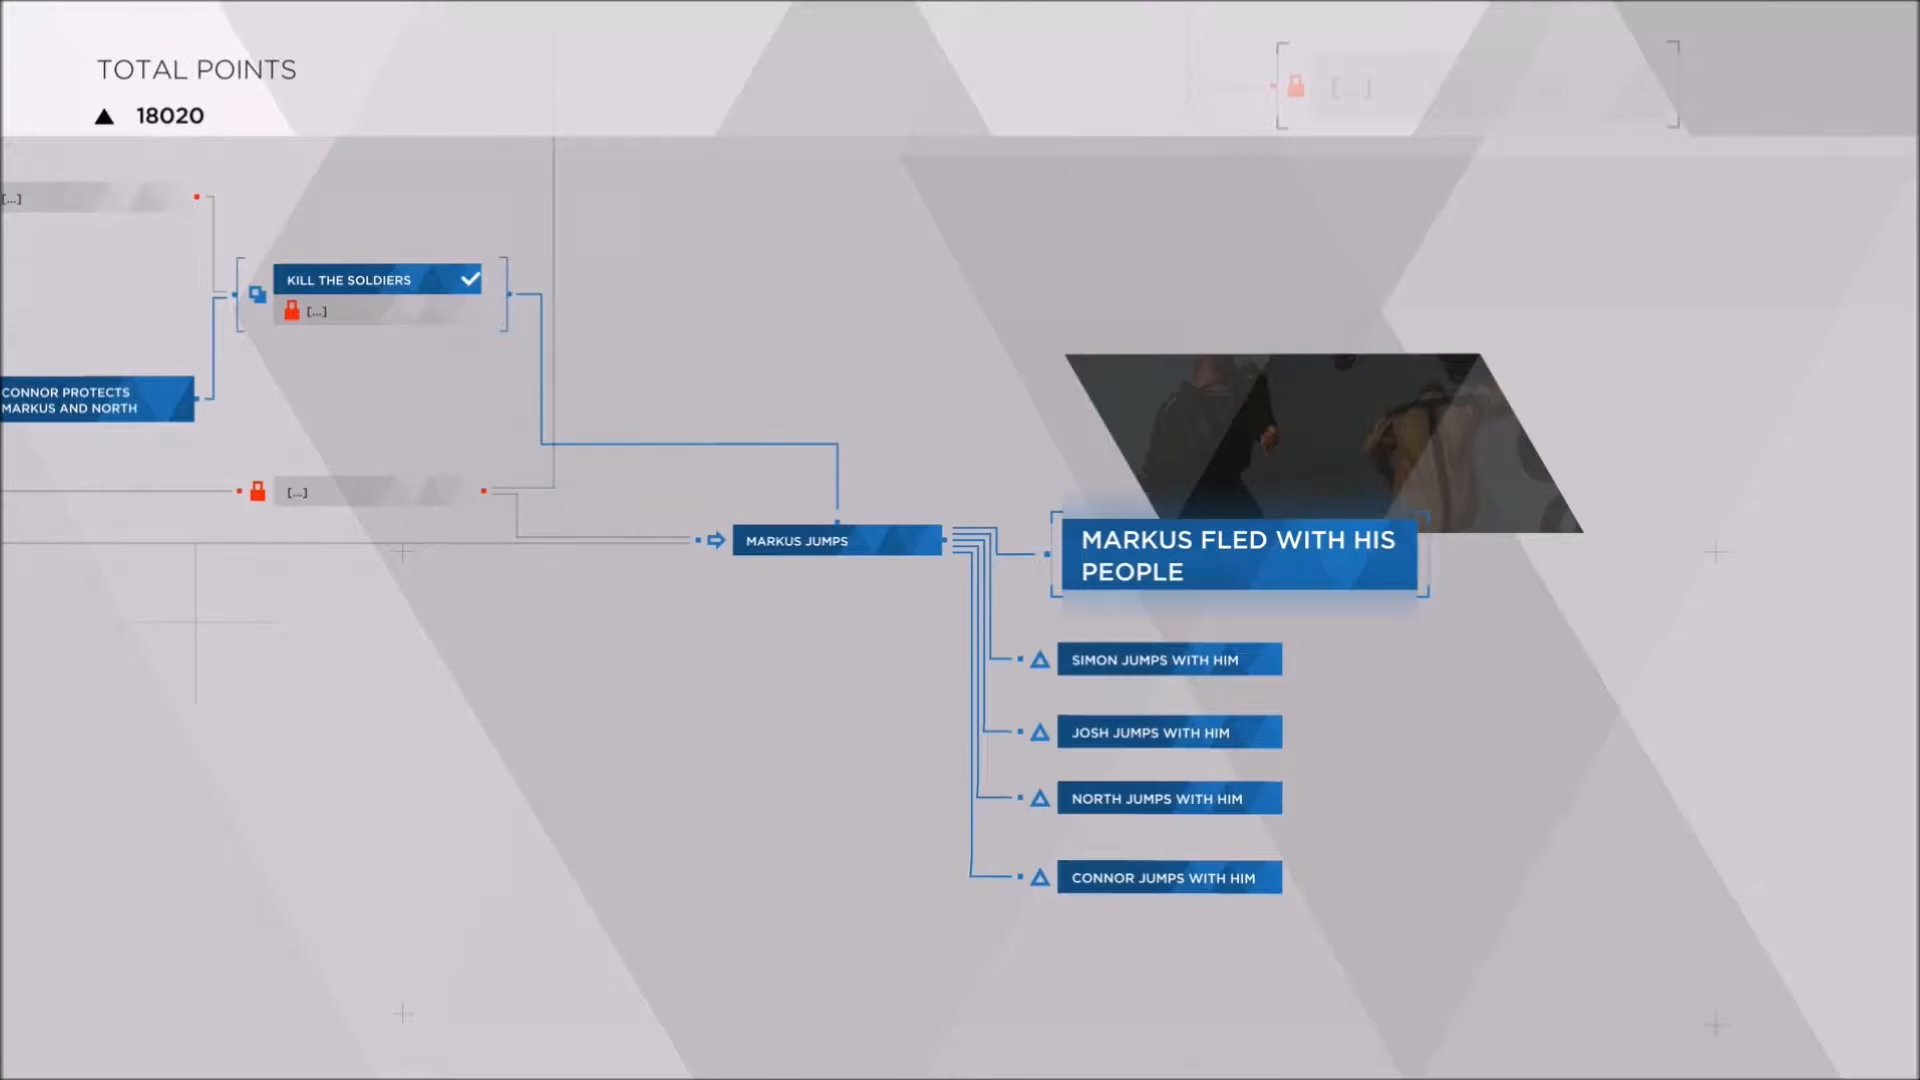 TOTAL POINTS
▲ 18020
[...]
[...]
KILL THE SOLDIERS
[...]
CONNOR PROTECTS
MARKUS AND NORTH
[...]
MARKUS JUMPS
MARKUS FLED WITH HIS
PEOPLE
SIMON JUMPS WITH HIM
JOSH JUMPS WITH HIM
NORTH JUMPS WITH HIM
CONNOR JUMPS WITH HIM